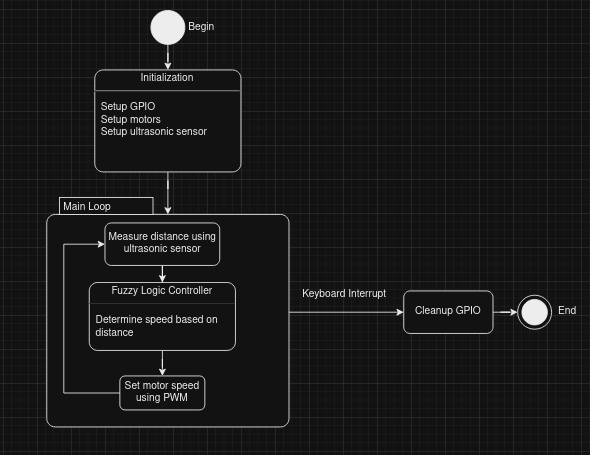 Begin
Initialization
Setup GPIO
Setup motors
Setup ultrasonic sensor
Main Loop
Measure distance using
ultrasonic sensor
Fuzzy Logic Controller
Determine speed based on
distance
Set motor speed
using PWM
Keyboard Interrupt
Cleanup GPIO
End